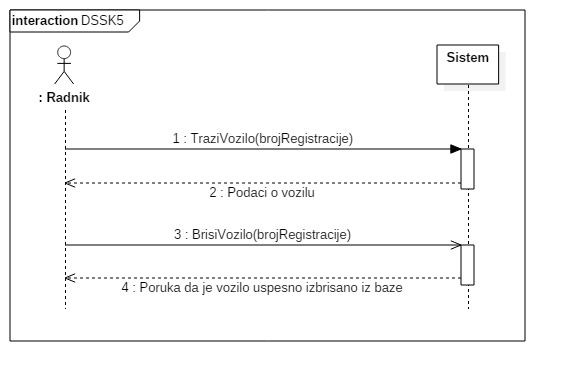 interaction DSSK5
Sistem
: Radnik
1 : TraziVozilo(brojRegistracije)
2 : Podaci o vozilu
3 : BrisiVozilo(brojRegistracije)
4 : Poruka da je vozilo uspesno izbrisano iz baze